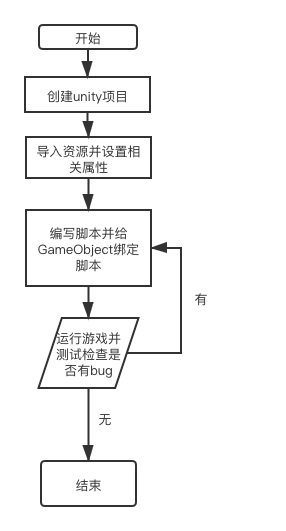 开始
创建unity项目
导入资源并设置相
关属性
编写脚本并给
GameObject绑定
脚本
有
运行游戏并
测试检查是
否有bug
无
结束